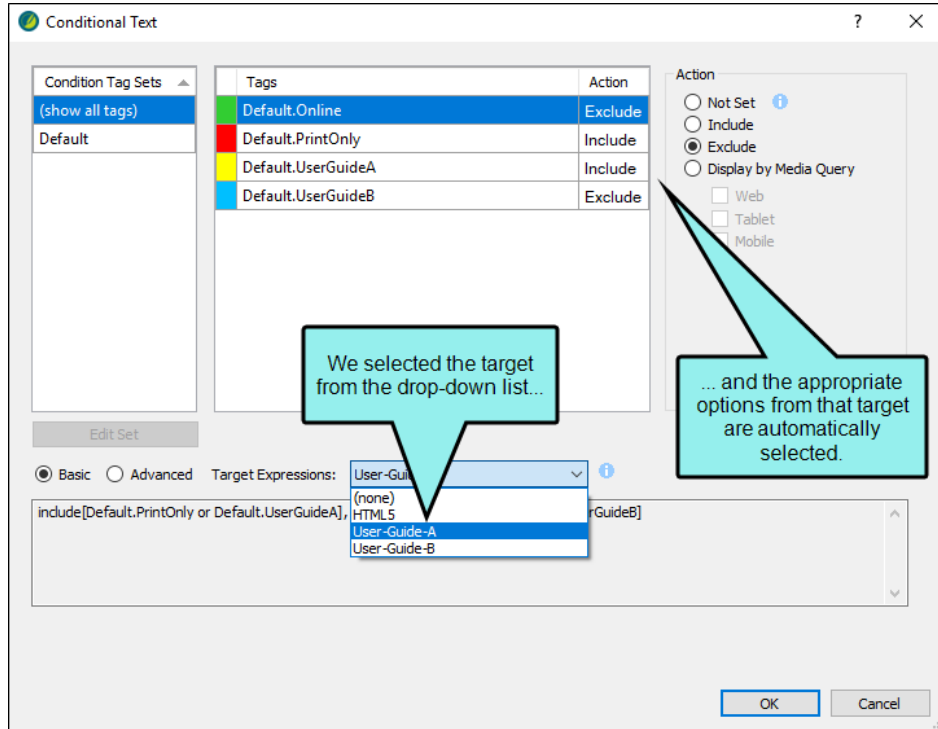 Conditional Text
?
Condition Tag Sets
(show all tags)
Default
Tags Action
Default.Online Exclude
Default.PrintOnly Include
Default.UserGuideA Include
Default.UserGuideB Exclude
Action
Not Set
Include
Exclude
Display by Media Query
Web
Tablet
Mobile
We selected the target
from the drop-down list...
... and the appropriate
options from that target
are automatically
selected.
Edit Set
Basic Advanced Target Expressions:
(none)
HTML5
User-Guide-A
User-Guide-B
include[Default.PrintOnly or Default.UserGuideA],
OK Cancel